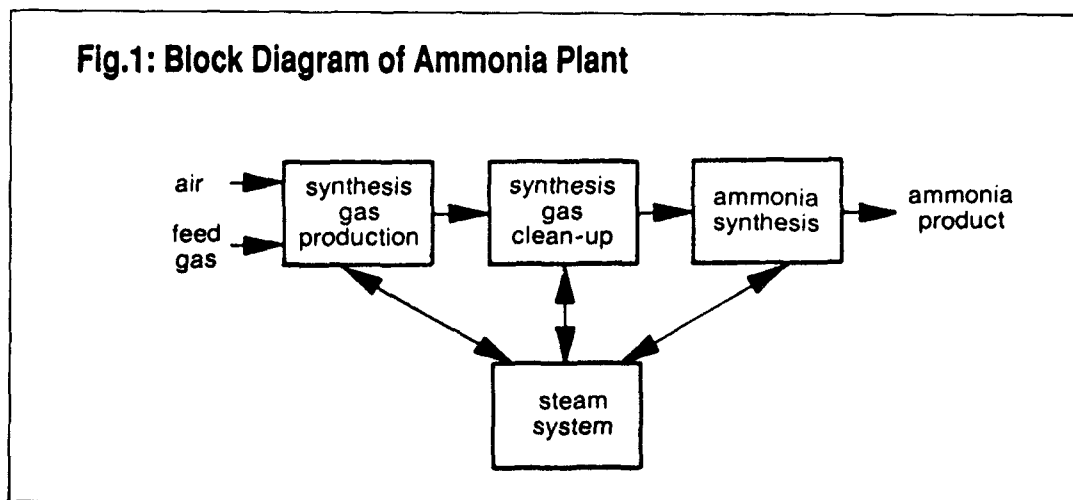 Fig.1: Block Diagram of Ammonia Plant
air
feed
gas
synthesis
gas
production
synthesis
gas
clean-up
ammonia
synthesis
ammonia
product
steam
system